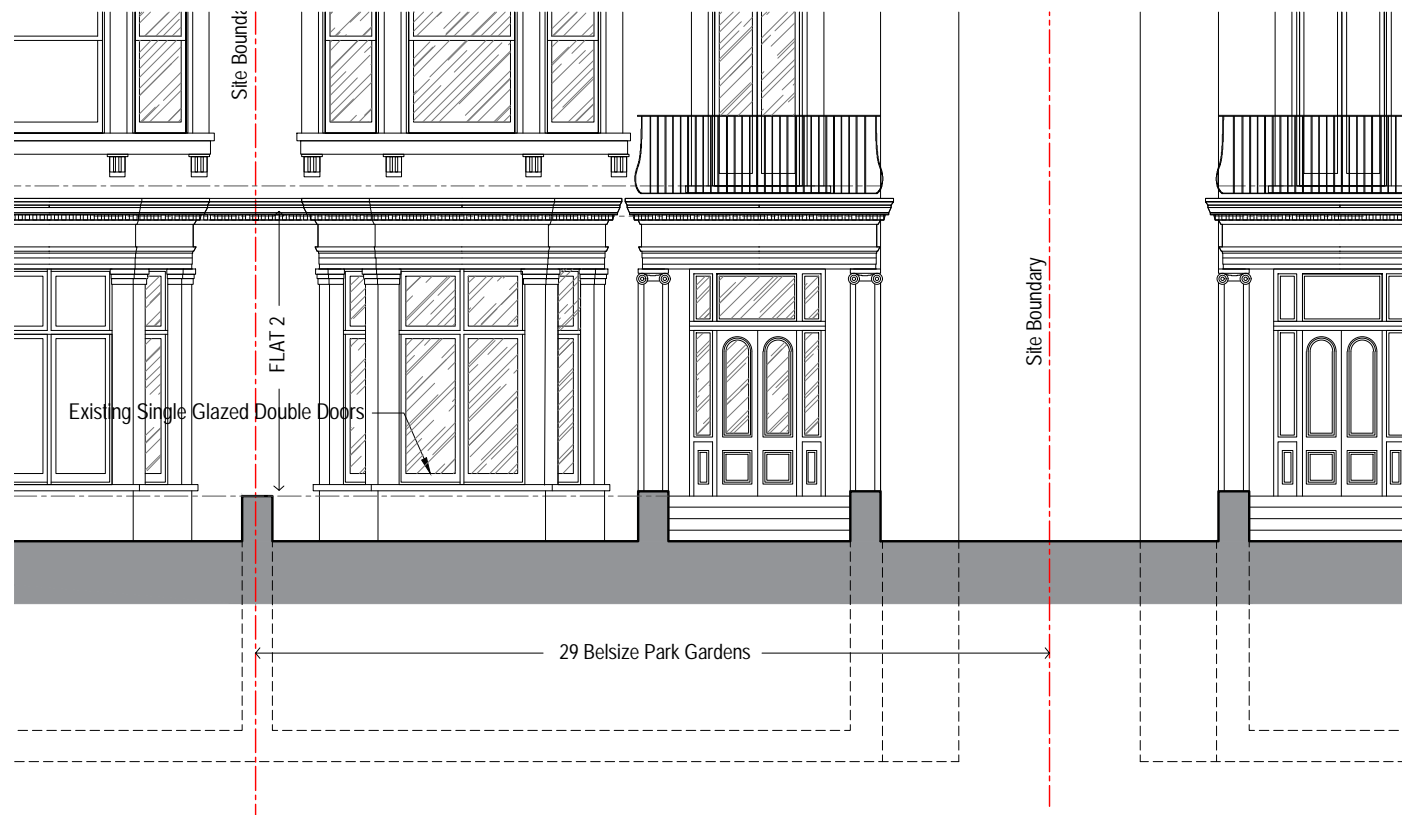 Site Bounda
FLAT 2
Existing Single Glazed Double Doors
Site Boundary
29 Belsize Park Gardens